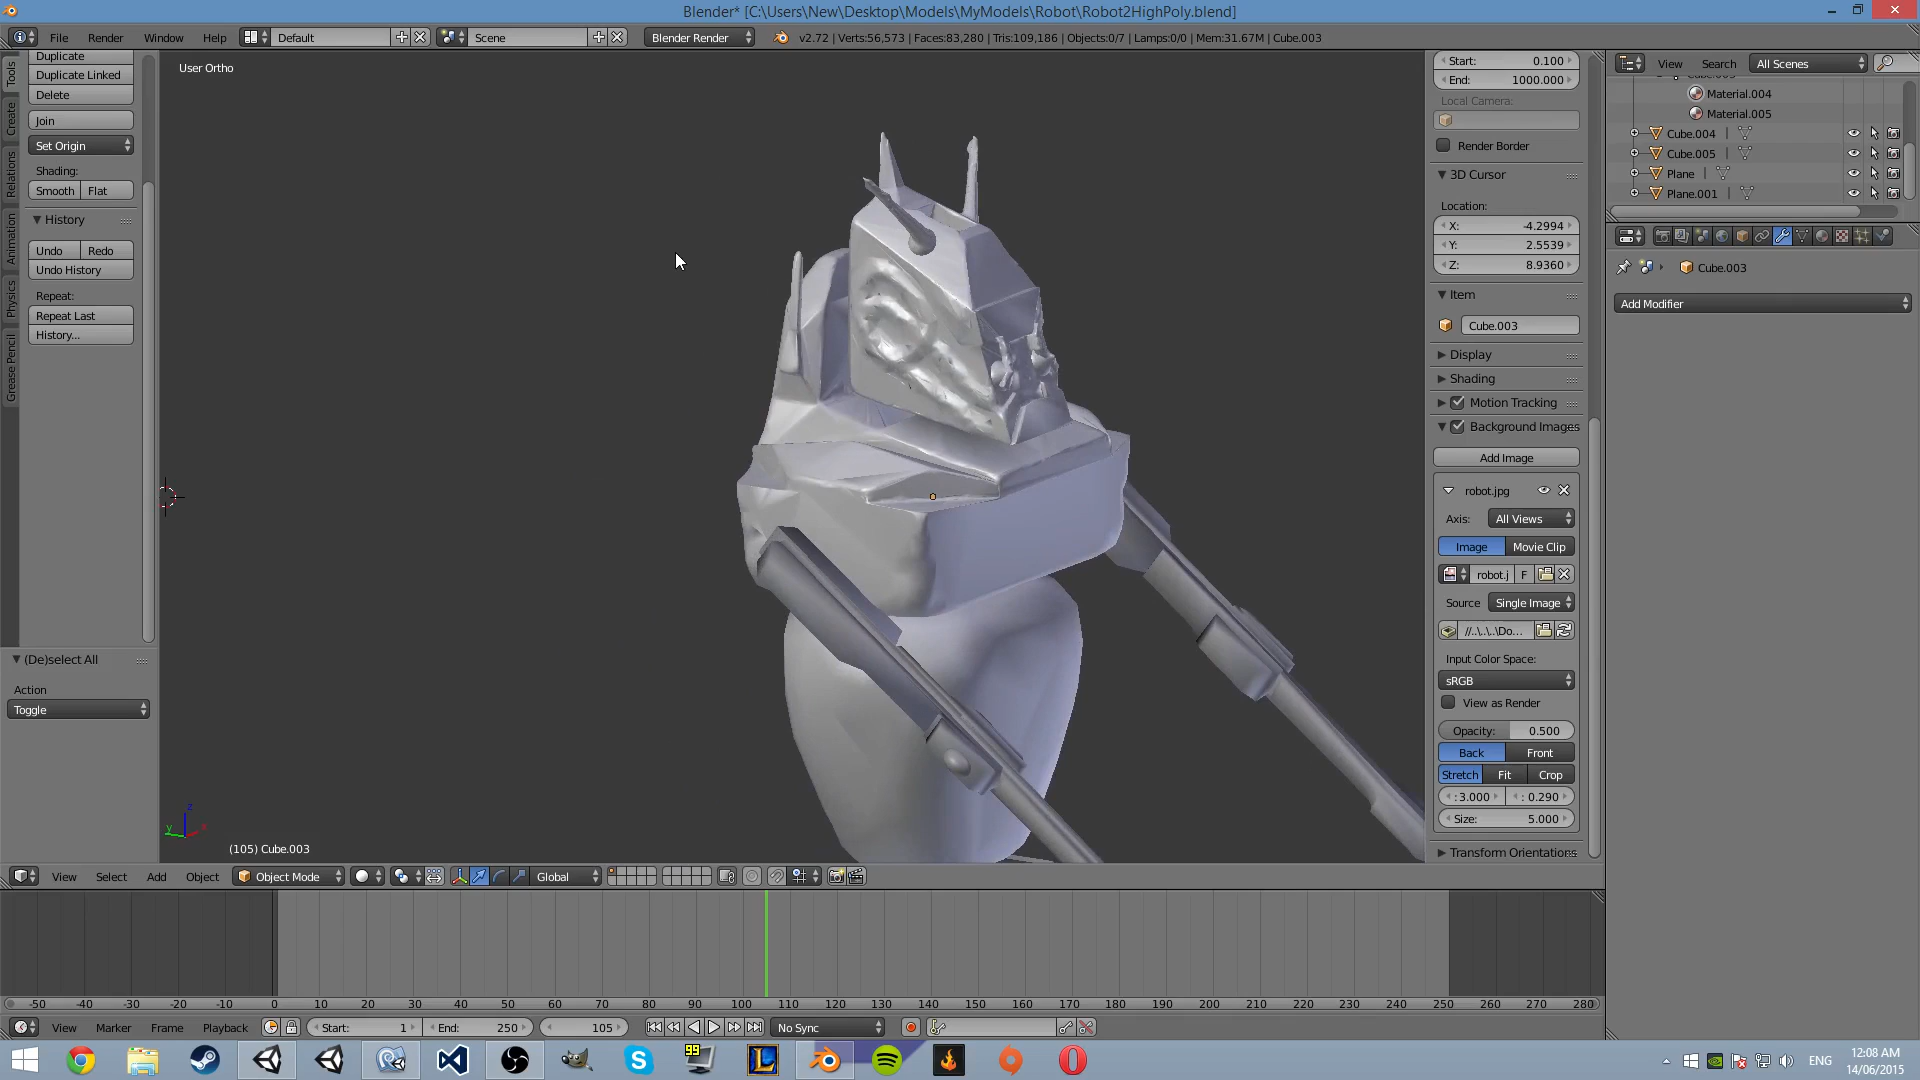 Blender* [C:\Users\New\Desktop\Models\MyModels\Robot\Robot2HighPoly.blend]
File Render Window Help Default Scene Blender Render v2.72 | Verts:56,573 | Faces:83,280 | Tris:109,186 | Objects:0/7 | Lamps:0/0 | Mem:31.67M | Cube.003
Tools
Create
Relations
Animation
Physics
Grease Pencil
Duplicate
Duplicate Linked
Delete
Join
Set Origin
Shading:
Smooth Flat
History
Undo Redo
Undo History
Repeat:
Repeat Last
History...
(De)select All
Action
Toggle
User Ortho
z
y
x
(105) Cube.003
Start: 0.100
End: 1000.000
Local Camera:
Render Border
3D Cursor
Location:
X: -4.2994
Y: 2.5539
Z: 8.9360
Item
Cube.003
Display
Shading
Motion Tracking
Background Images
Add Image
robot.jpg
Axis: All Views
Image Movie Clip
robot.j F
Source Single Image
//..\..\..\Do...
Input Color Space:
sRGB
View as Render
Opacity: 0.500
Back Front
Stretch Fit Crop
:3.000 : 0.290
Size: 5.000
Transform Orientations
View Search All Scenes
Material.004
Material.005
Cube.004
Cube.005
Plane
Plane.001
Cube.003
Add Modifier
View Select Add Object Object Mode Global
-50 -40 -30 -20 -10 0 10 20 30 40 50 60 70 80 90 100 110 120 130 140 150 160 170 180 190 200 210 220 230 240 250 260 270 280
View Marker Frame Playback Start: 1 End: 250 105 No Sync
99
L
ENG
12:08 AM
14/06/2015